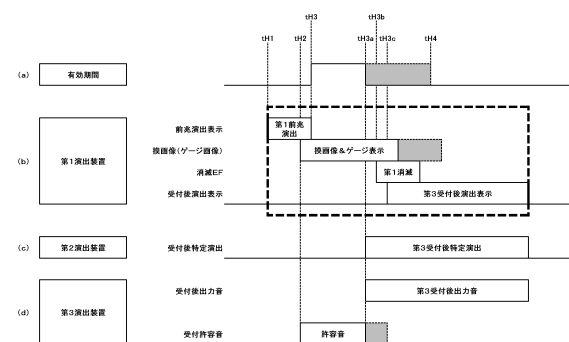 tH3 tH3b
tH1 tH2 tH3a tH3c tH4
(a) 有効期間
前兆演出表示 第1前兆演出
(b) 第1演出装置
換画像(ゲージ画像) 換画像&ゲージ表示
消滅EF 第1消滅
受付後演出表示 第3受付後演出表示
(c) 第2演出装置 受付後特定演出 第3受付後特定演出
受付後出力音 第3受付後出力音
(d) 第3演出装置
受付許容音 許容音